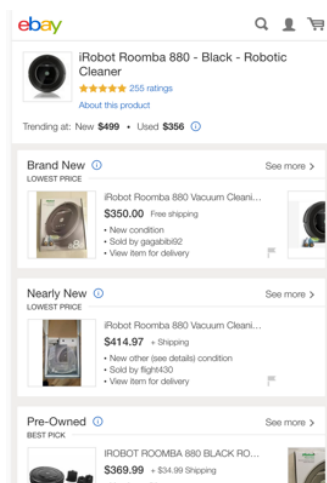 ebay
iRobot Roomba 880 - Black - Robotic
Cleaner
255 ratings
About this product
Trending at: New $499 • Used $356
Brand New
See more >
LOWEST PRICE
iRobot Roomba 880 Vacuum Cleani...
$350.00 Free shipping
• New condition
• Sold by gagabibi92
• View item for delivery
Nearly New
See more >
LOWEST PRICE
iRobot Roomba 880 Vacuum Cleani...
$414.97 + Shipping
• New other (see details) condition
• Sold by flight430
• View item for delivery
Pre-Owned
See more >
BEST PICK
IROBOT ROOMBA 880 BLACK RO...
$369.99 + $34.99 Shipping